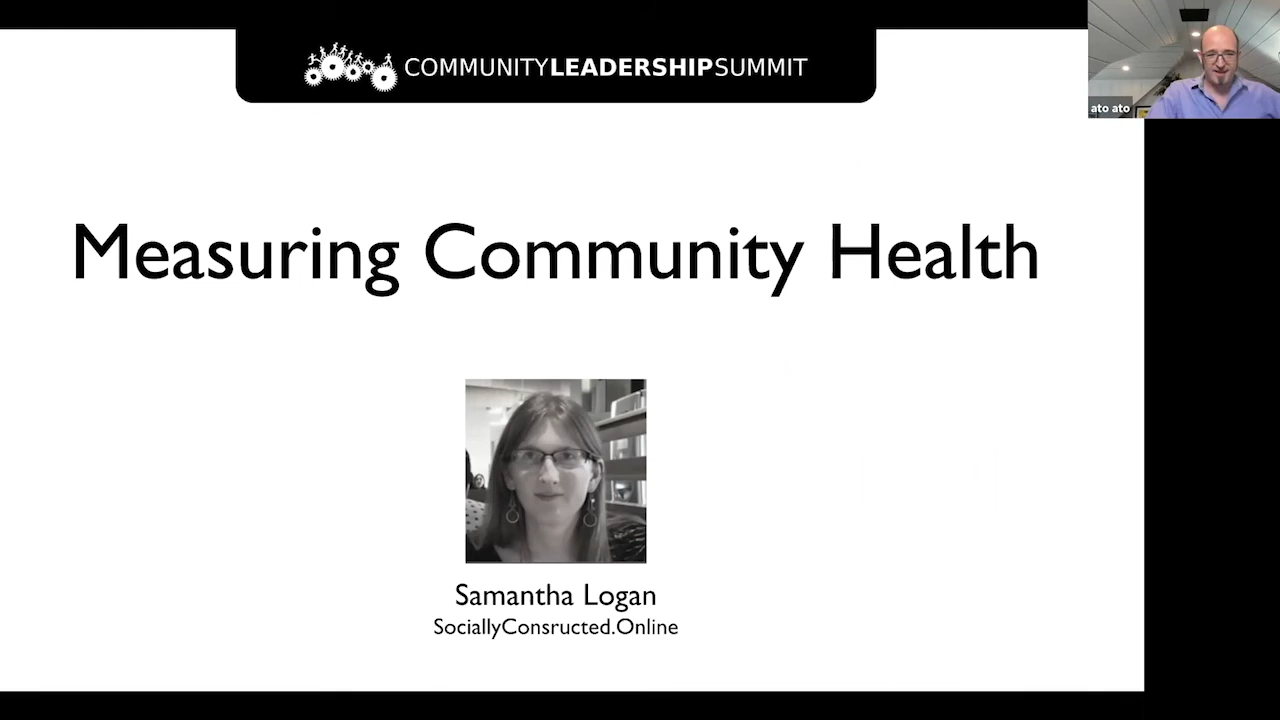 COMMUNITYLEADERSHIPSUMMIT
ato ato
Measuring Community Health
Samantha Logan
SociallyConsructed.Online